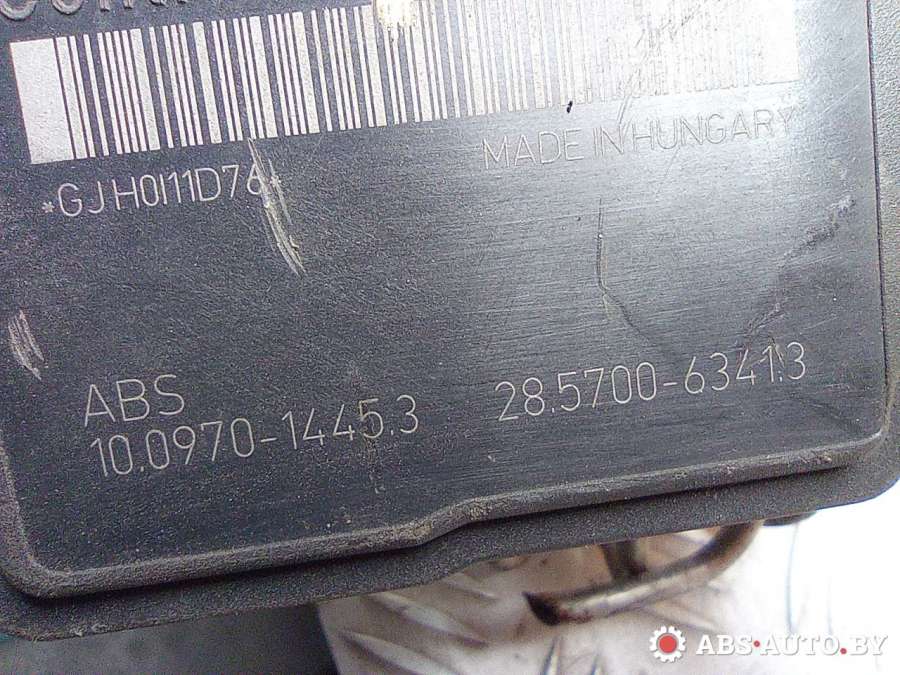 MADE IN HUNGARY
*GJH0I11D76*
ABS
10.0970-1445.3 28.5700-6341.3
ABS-AUTO.BY